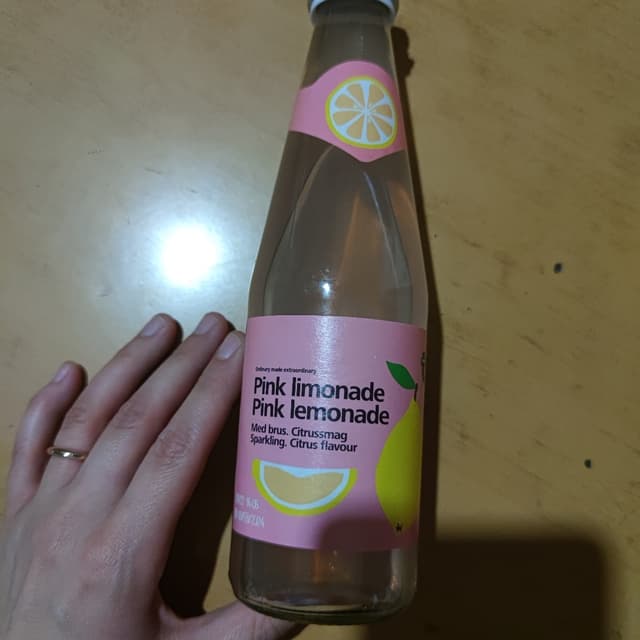 Ordinary made extraordinary
Pink limonade
Pink lemonade
Med brus. Citrussmag
Sparkling. Citrus flavour